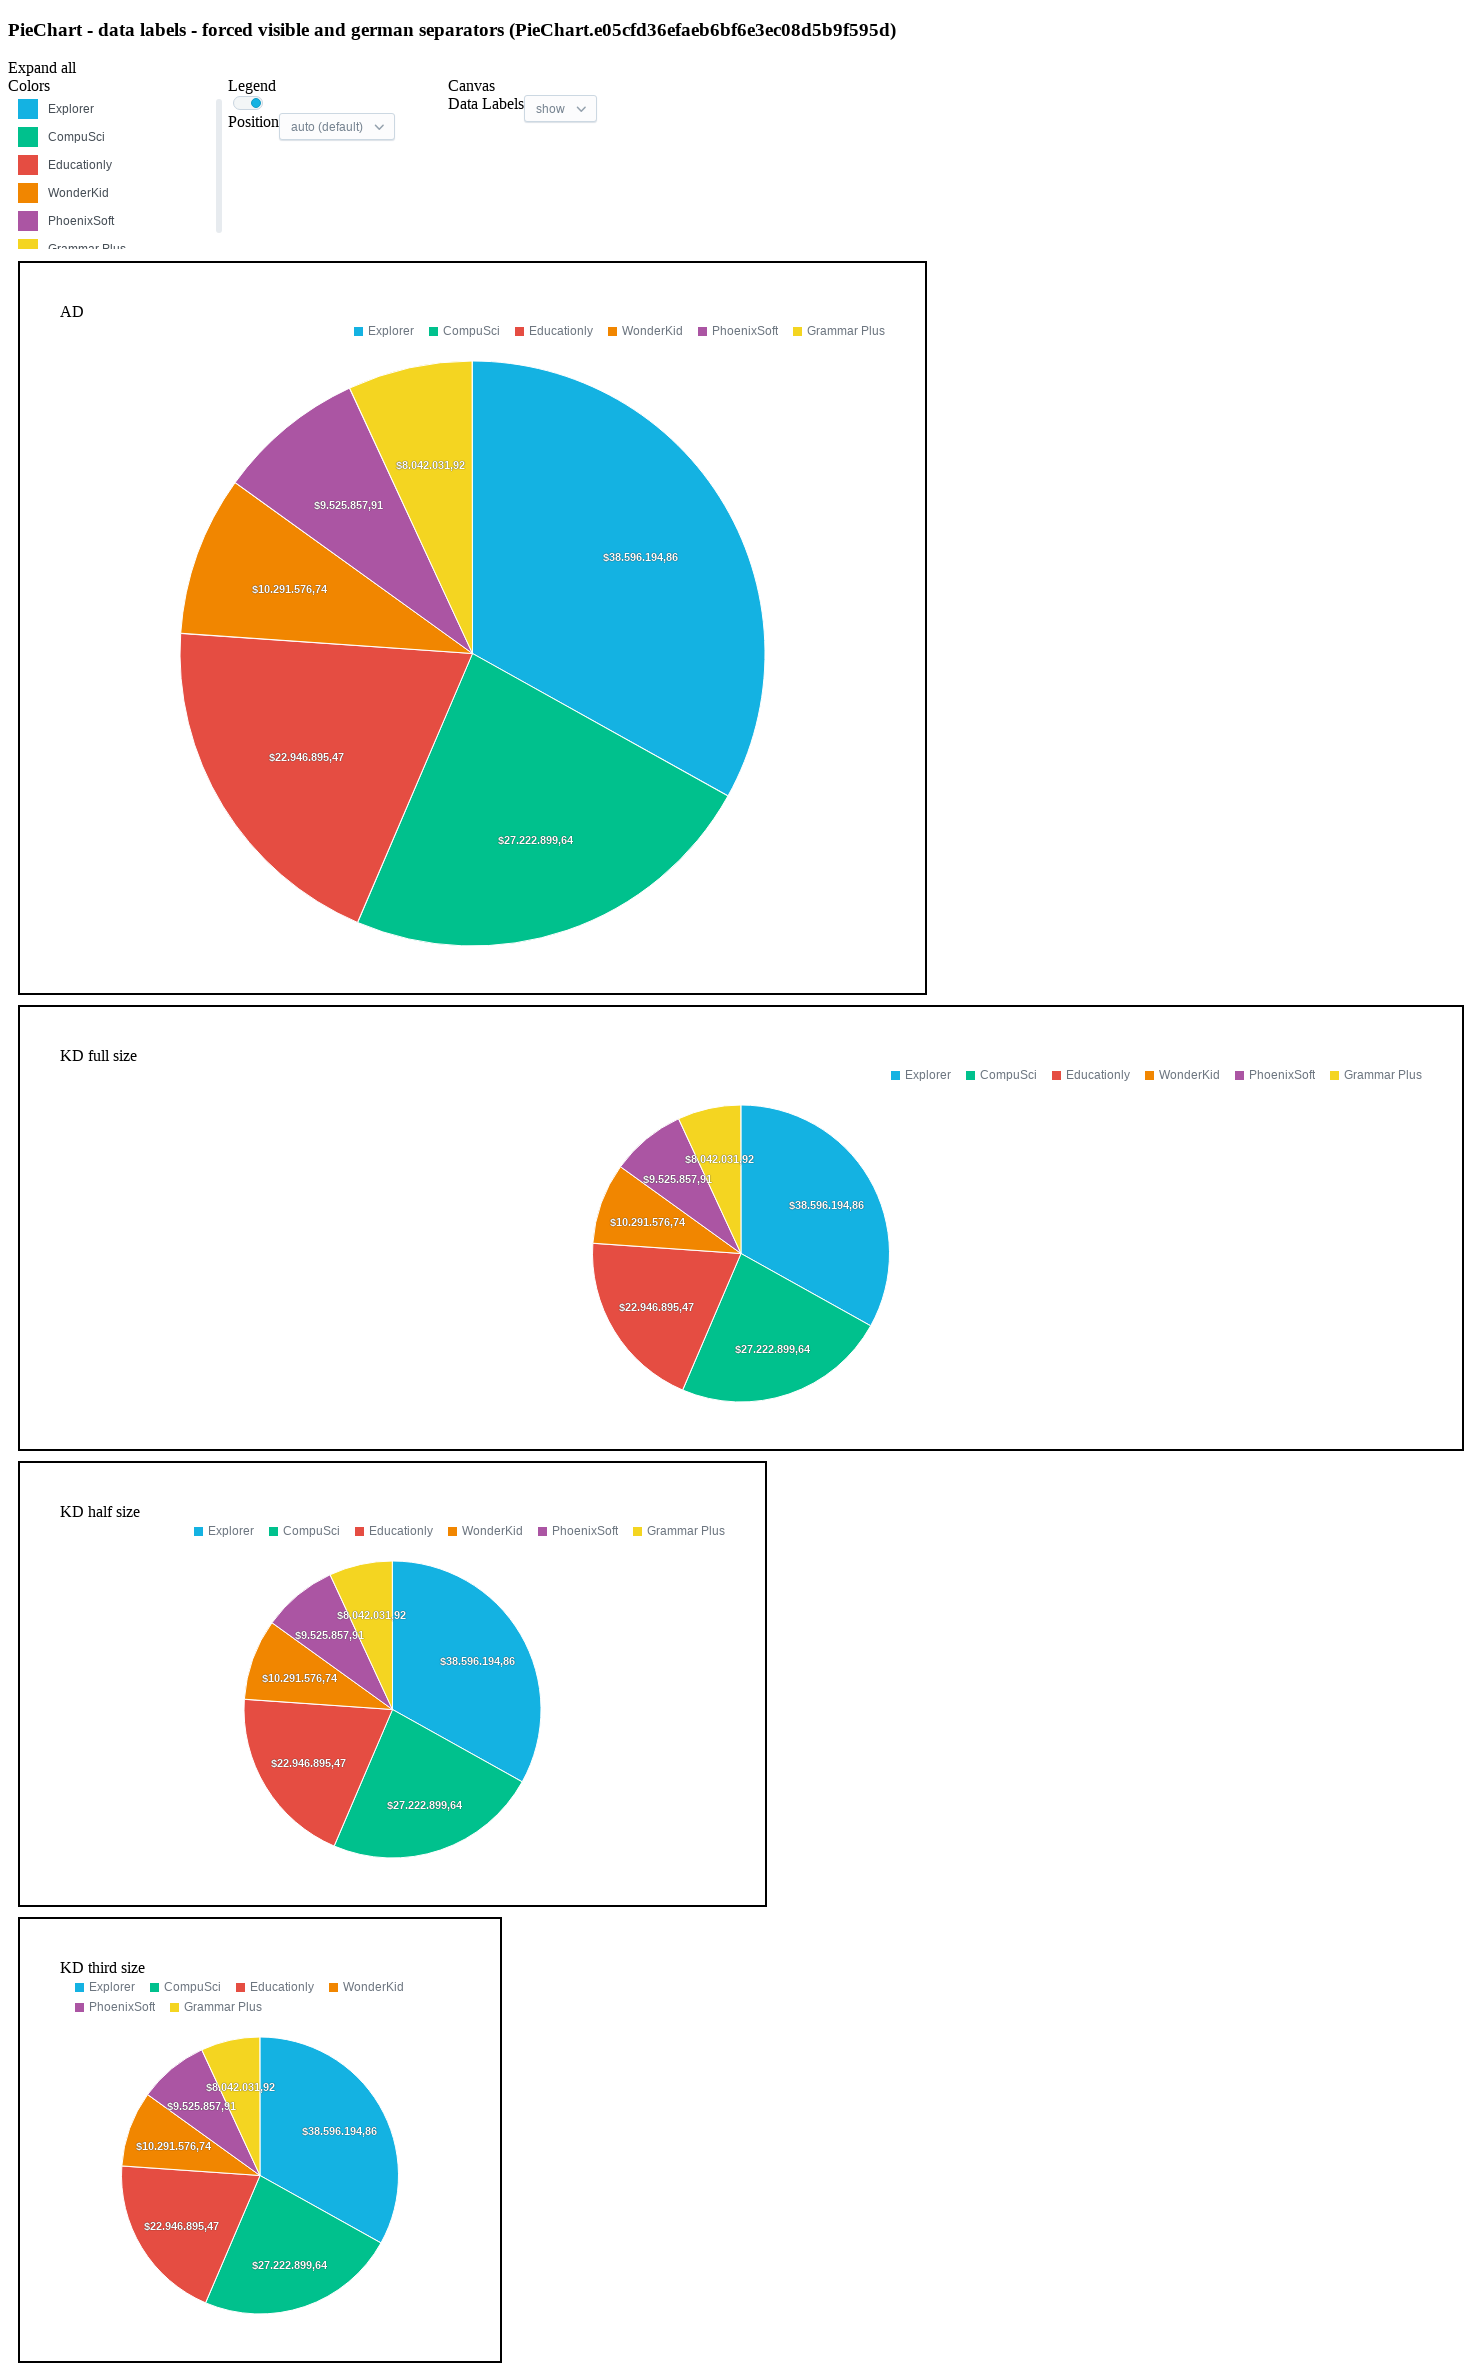 PieChart - data labels - forced visible and german separators (PieChart.e05cfd36efaeb6bf6e3ec08d5b9f595d)
Expand all
Colors
Explorer
CompuSci
Educationly
WonderKid
PhoenixSoft
Grammar Plus
Legend
Position auto (default)
Canvas
Data Labels show
AD
Explorer CompuSci Educationly WonderKid PhoenixSoft Grammar Plus
$8.042.031,92
$9.525.857,91
$38.596.194,86
$10.291.576,74
$22.946.895,47
$27.222.899,64
KD full size
Explorer CompuSci Educationly WonderKid PhoenixSoft Grammar Plus
$8.042.031,92
$9.525.857,91
$38.596.194,86
$10.291.576,74
$22.946.895,47
$27.222.899,64
KD half size
Explorer CompuSci Educationly WonderKid PhoenixSoft Grammar Plus
$8.042.031,92
$9.525.857,91
$38.596.194,86
$10.291.576,74
$22.946.895,47
$27.222.899,64
KD third size
Explorer CompuSci Educationly WonderKid
PhoenixSoft Grammar Plus
$8.042.031,92
$9.525.857,91
$38.596.194,86
$10.291.576,74
$22.946.895,47
$27.222.899,64